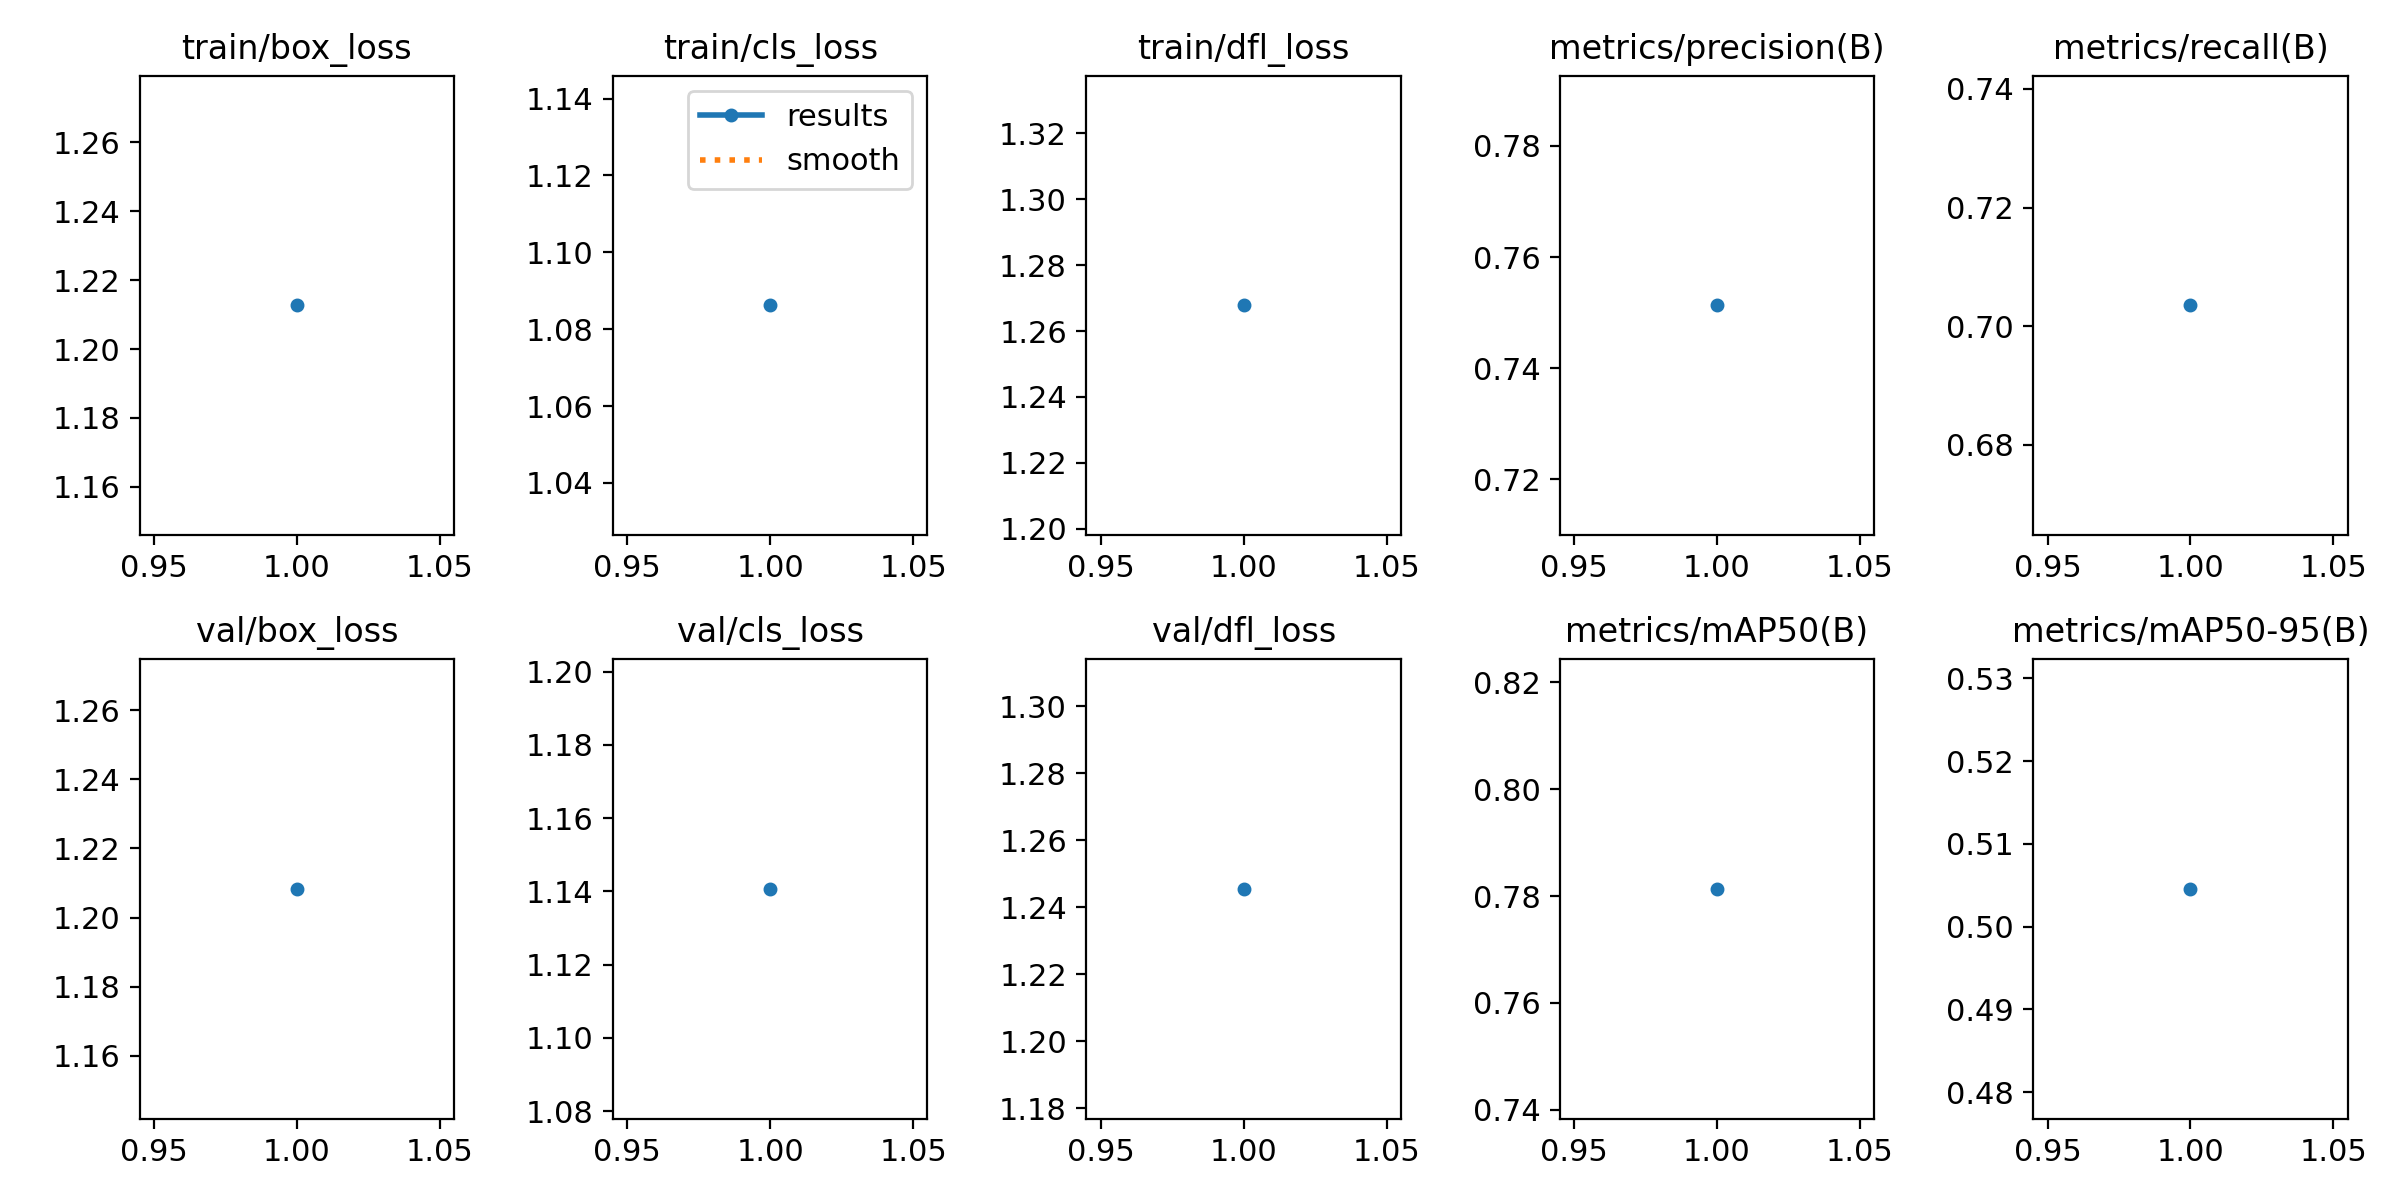 train/box_loss
1.26
1.24
1.22
1.20
1.18
1.16
0.95 1.00 1.05
train/cls_loss
results
smooth
1.14
1.12
1.10
1.08
1.06
1.04
0.95 1.00 1.05
train/dfl_loss
1.32
1.30
1.28
1.26
1.24
1.22
1.20
0.95 1.00 1.05
metrics/precision(B)
0.78
0.76
0.74
0.72
0.95 1.00 1.05
metrics/recall(B)
0.74
0.72
0.70
0.68
0.95 1.00 1.05
val/box_loss
1.26
1.24
1.22
1.20
1.18
1.16
0.95 1.00 1.05
val/cls_loss
1.20
1.18
1.16
1.14
1.12
1.10
1.08
0.95 1.00 1.05
val/dfl_loss
1.30
1.28
1.26
1.24
1.22
1.20
1.18
0.95 1.00 1.05
metrics/mAP50(B)
0.82
0.80
0.78
0.76
0.74
0.95 1.00 1.05
metrics/mAP50-95(B)
0.53
0.52
0.51
0.50
0.49
0.48
0.95 1.00 1.05